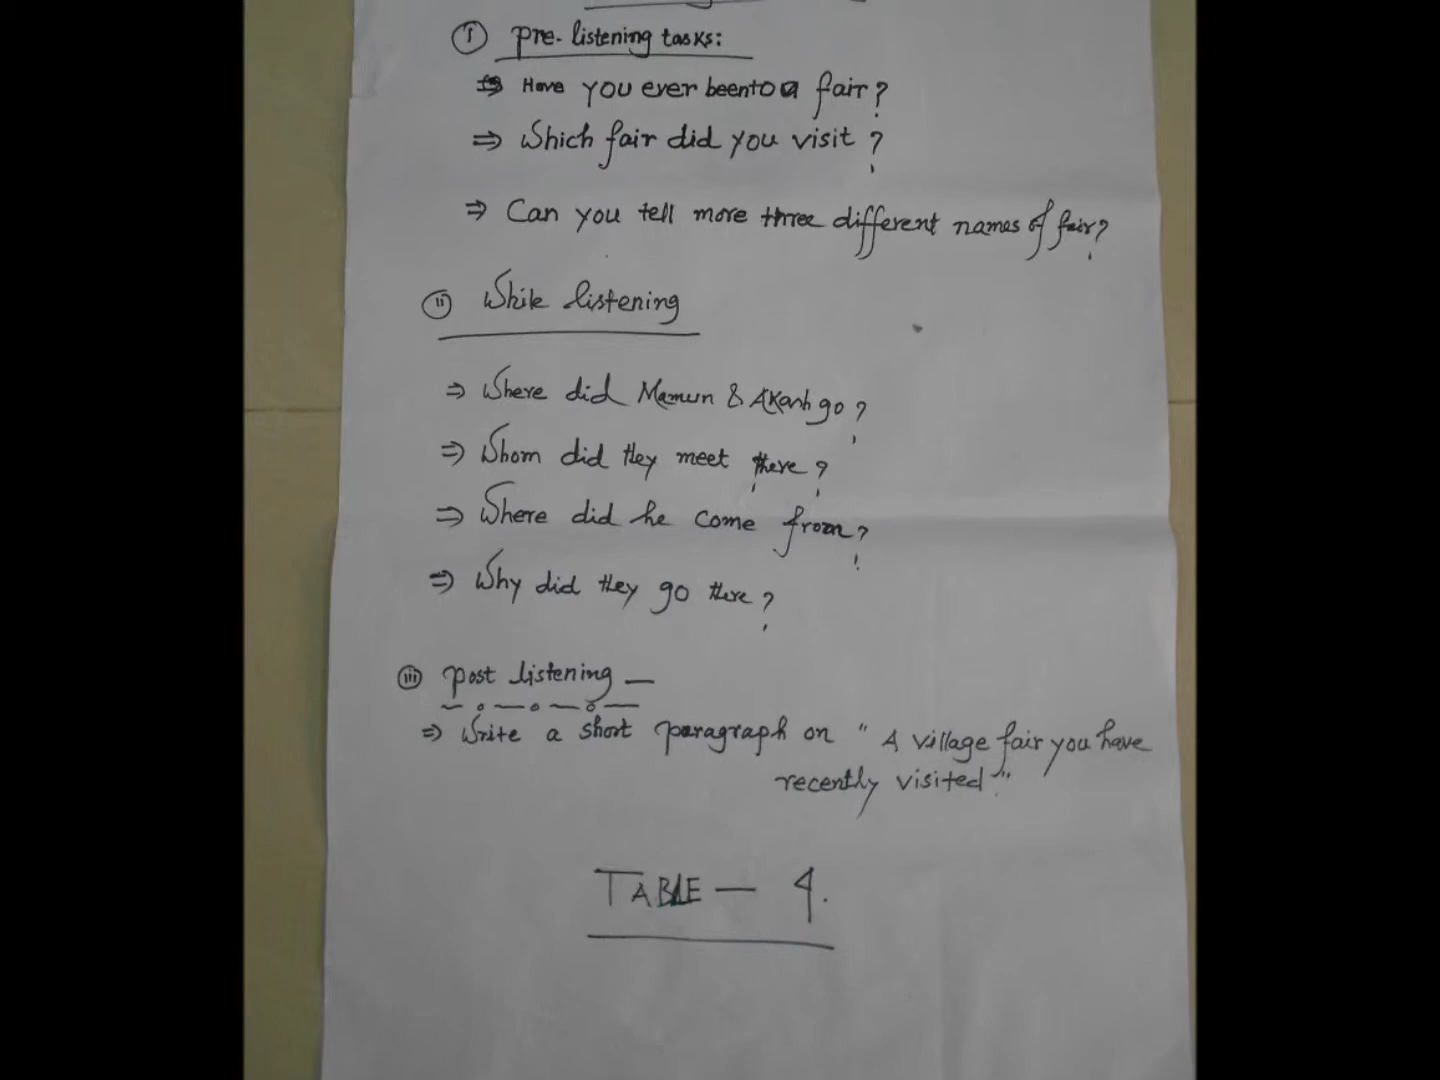 (I) Pre-listening tasks:
⇒ Have you ever been to a fair?
⇒ Which fair did you visit?
⇒ Can you tell more three different names of fair?
(ii) While listening
⇒ Where did Mamun & Akash go?
⇒ Whom did they meet there?
⇒ Where did he come from?
⇒ Why did they go there?
(iii) Post listening —
⇒ Write a short paragraph on " A village fair you have
recently visited".
TABLE — 4.